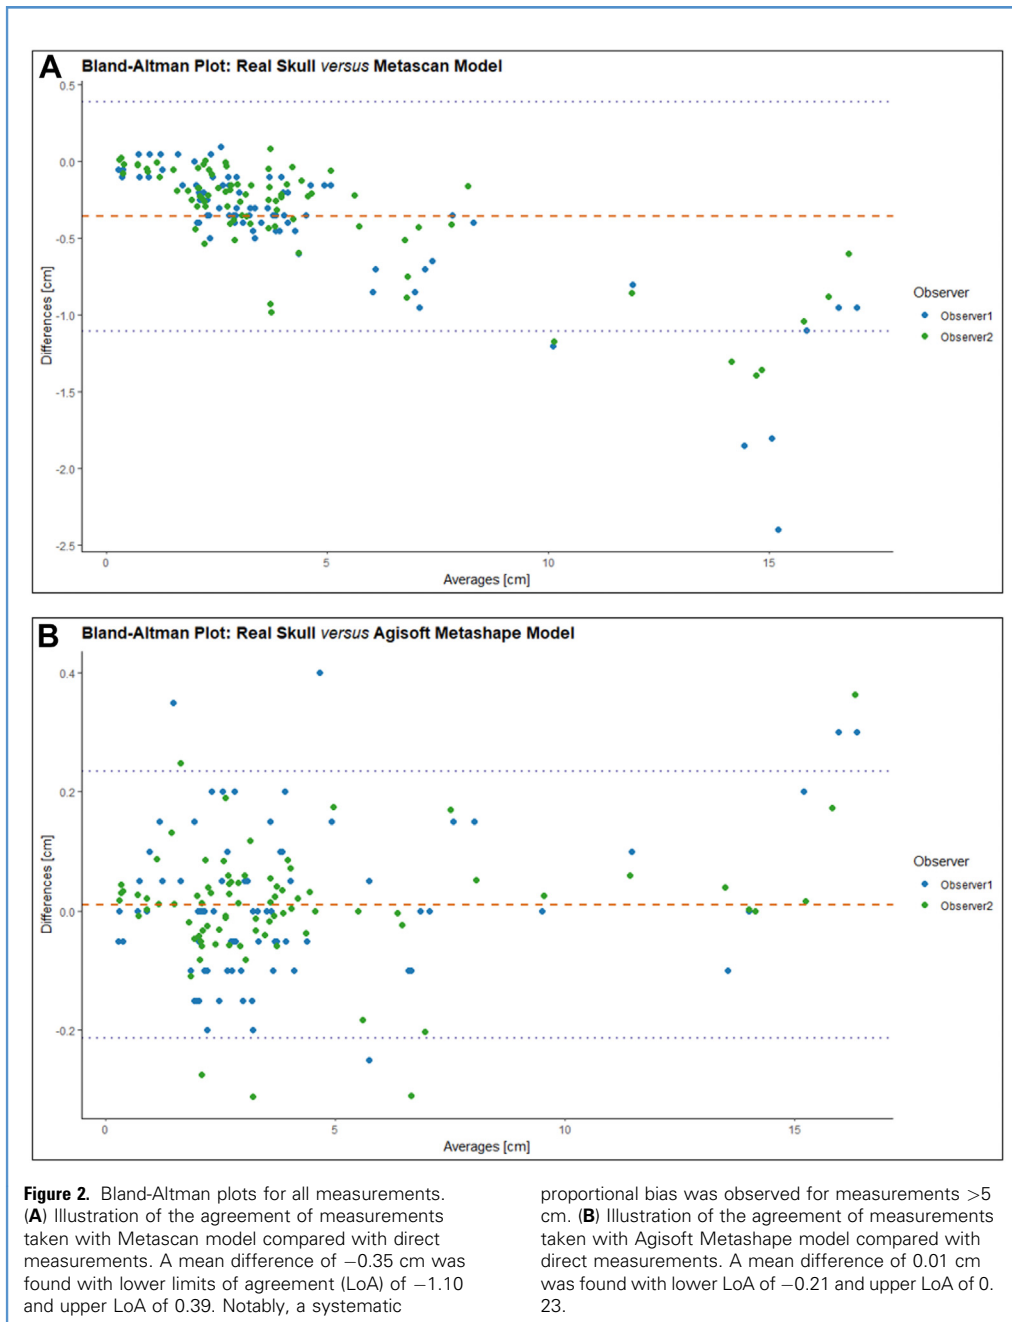 A
Bland-Altman Plot: Real Skull versus Metascan Model
0.5
0.0
-0.5
-1.0
-1.5
-2.0
-2.5
Differences [cm]
0 5 10 15
Averages [cm]
Observer
Observer1
Observer2
B
Bland-Altman Plot: Real Skull versus Agisoft Metashape Model
0.4
0.2
0.0
-0.2
Differences [cm]
0 5 10 15
Averages [cm]
Observer
Observer1
Observer2
Figure 2. Bland-Altman plots for all measurements.
(A) Illustration of the agreement of measurements
taken with Metascan model compared with direct
measurements. A mean difference of −0.35 cm was
found with lower limits of agreement (LoA) of −1.10
and upper LoA of 0.39. Notably, a systematic
proportional bias was observed for measurements >5
cm. (B) Illustration of the agreement of measurements
taken with Agisoft Metashape model compared with
direct measurements. A mean difference of 0.01 cm
was found with lower LoA of −0.21 and upper LoA of 0.
23.